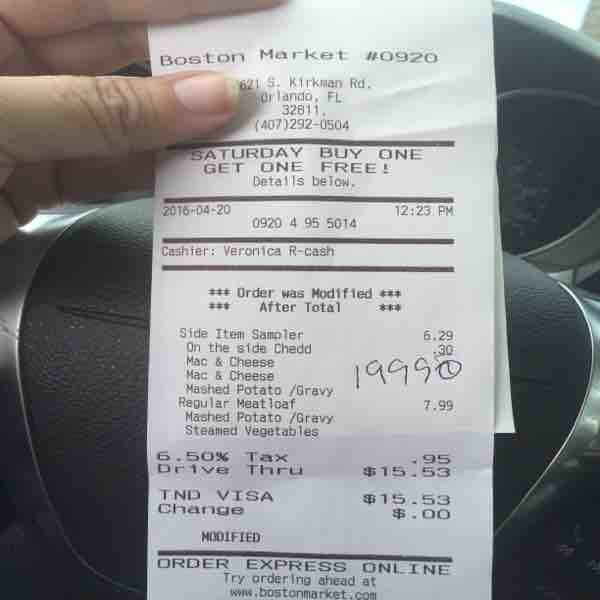 Boston Market #0920
621 S. Kirkman Rd.
Orlando, FL
32811.
(407)292-0504
SATURDAY BUY ONE
GET ONE FREE!
Details below.
2016-04-20 12:23 PM
0920 4 95 5014
Cashier: Veronica R-cash
*** Order was Modified ***
*** After Total ***
Side Item Sampler 6.29
On the side Chedd .30
Mac & Cheese
Mac & Cheese
Mashed Potato /Gravy
Regular Meatloaf 7.99
Mashed Potato /Gravy
Steamed Vegetables
6.50% Tax .95
Drive Thru $15.53
TND VISA $15.53
Change $.00
MODIFIED
ORDER EXPRESS ONLINE
Try ordering ahead at
www.bostonmarket.com